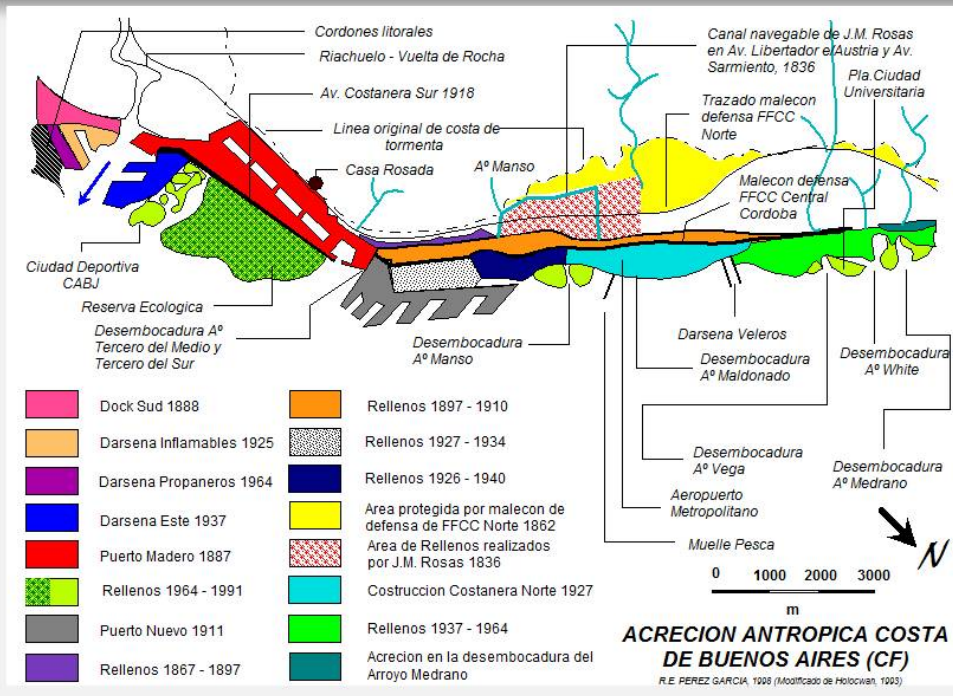 Cordones litorales
Riachuelo - Vuelta de Rocha
Av. Costanera Sur 1918
Linea original de costa de
tormenta
Casa Rosada
Aº Manso
Canal navegable de J.M. Rosas
en Av. Libertador e/Austria y Av.
Sarmiento, 1836
Pla.Ciudad
Universitaria
Trazado malecon
defensa FFCC
Norte
Malecon defensa
FFCC Central
Cordoba
Ciudad Deportiva
CABJ
Reserva Ecologica
Desembocadura Aº
Tercero del Medio y
Tercero del Sur
Desembocadura
Aº Manso
Darsena Veleros
Desembocadura
Aº Maldonado
Desembocadura
Aº White
Desembocadura
Aº Vega
Desembocadura
Aº Medrano
Aeropuerto
Metropolitano
Muelle Pesca
Dock Sud 1888
Darsena Inflamables 1925
Darsena Propaneros 1964
Darsena Este 1937
Puerto Madero 1887
Rellenos 1964 - 1991
Puerto Nuevo 1911
Rellenos 1867 - 1897
Rellenos 1897 - 1910
Rellenos 1927 - 1934
Rellenos 1926 - 1940
Area protegida por malecon de
defensa de FFCC Norte 1862
Area de Rellenos realizados
por J.M. Rosas 1836
Costruccion Costanera Norte 1927
Rellenos 1937 - 1964
Acrecion en la desembocadura del
Arroyo Medrano
N
0 1000 2000 3000
m
ACRECION ANTROPICA COSTA
DE BUENOS AIRES (CF)
R.E. PEREZ GARCIA, 1998 (Modificado de Holocwan, 1993)